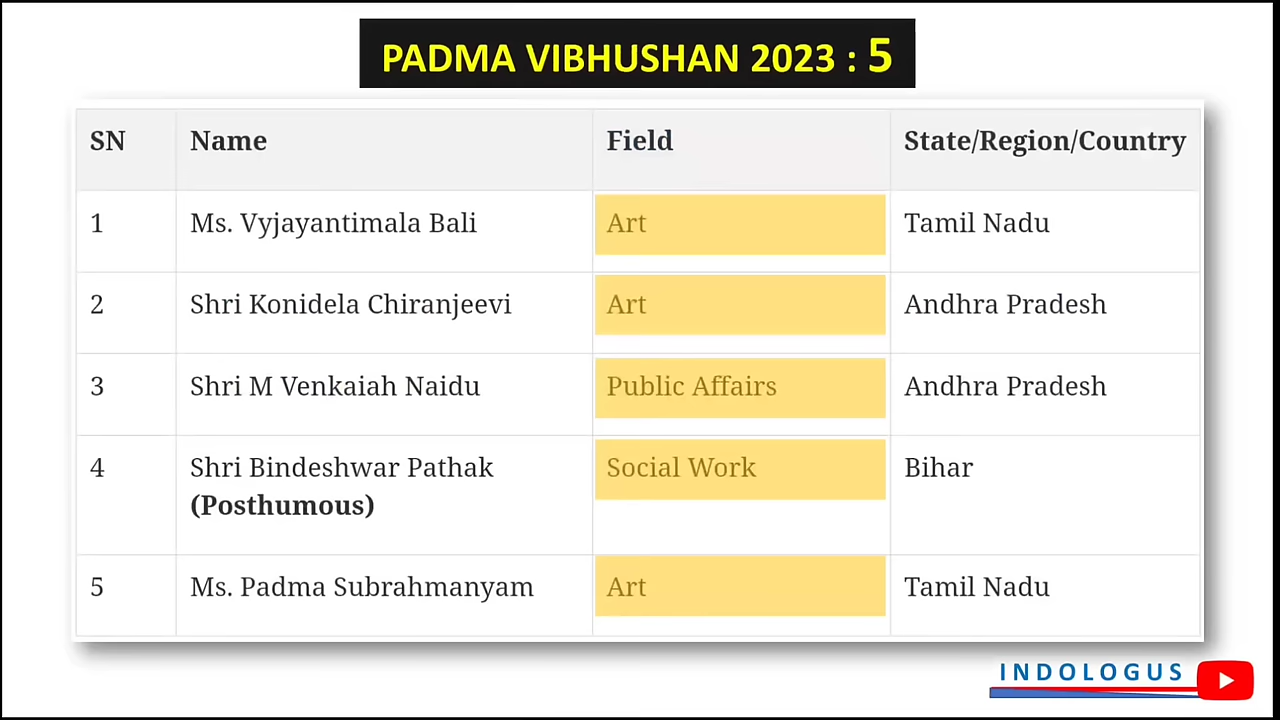 PADMA VIBHUSHAN 2023 : 5
SN Name Field State/Region/Country
1 Ms. Vyjayantimala Bali Art Tamil Nadu
2 Shri Konidela Chiranjeevi Art Andhra Pradesh
3 Shri M Venkaiah Naidu Public Affairs Andhra Pradesh
4 Shri Bindeshwar Pathak Social Work Bihar
(Posthumous)
5 Ms. Padma Subrahmanyam Art Tamil Nadu
INDOLOGUS